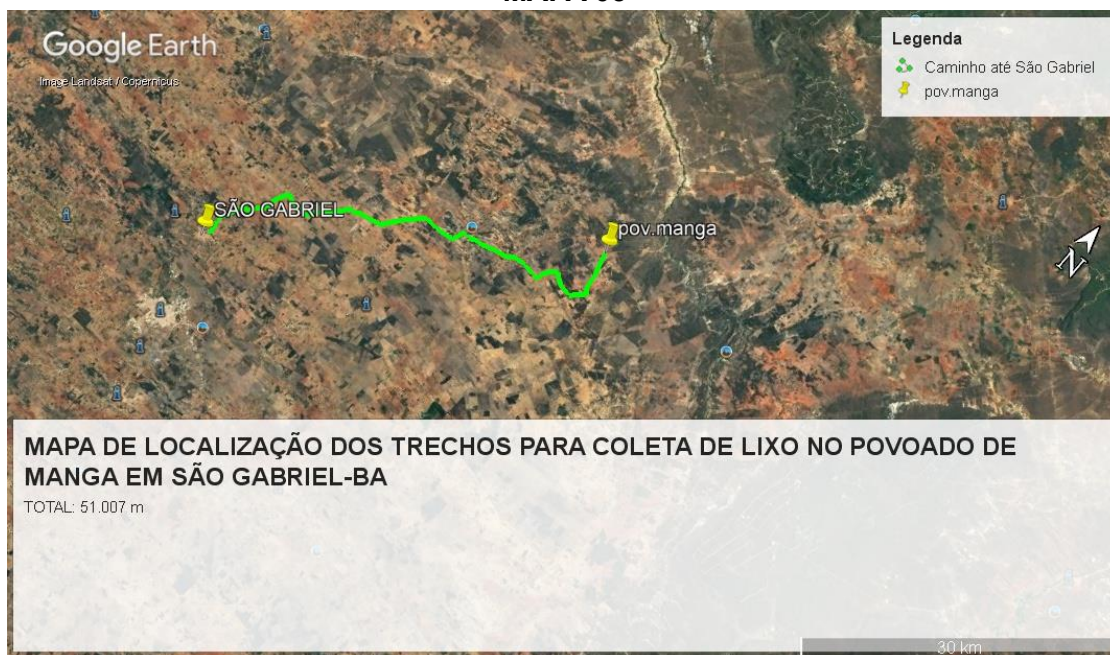 Google Earth
Image Landsat / Copernicus
Legenda
Caminho até São Gabriel
pov.manga
SÃO GABRIEL
pov.manga
N
MAPA DE LOCALIZAÇÃO DOS TRECHOS PARA COLETA DE LIXO NO POVOADO DE
MANGA EM SÃO GABRIEL-BA
TOTAL: 51.007 m
30 km